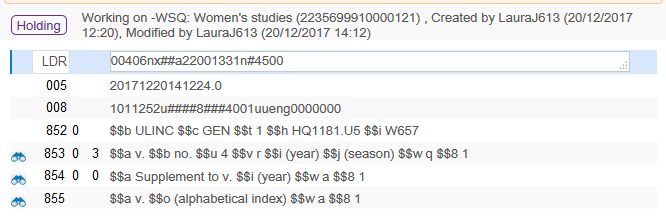 Holding Working on -WSQ: Women's studies (2235699910000121) , Created by LauraJ613 (20/12/2017
12:20), Modified by LauraJ613 (20/12/2017 14:12)
LDR 00406nx##a22001331n#4500
005 20171220141224.0
008 1011252u####8###4001uueng0000000
852 0 $$b ULINC $$c GEN $$t 1 $$h HQ1181.U5 $$i W657
853 0 3 $$a v. $$b no. $$u 4 $$v r $$i (year) $$j (season) $$w q $$8 1
854 0 0 $$a Supplement to v. $$i (year) $$w a $$8 1
855 $$a v. $$o (alphabetical index) $$w a $$8 1